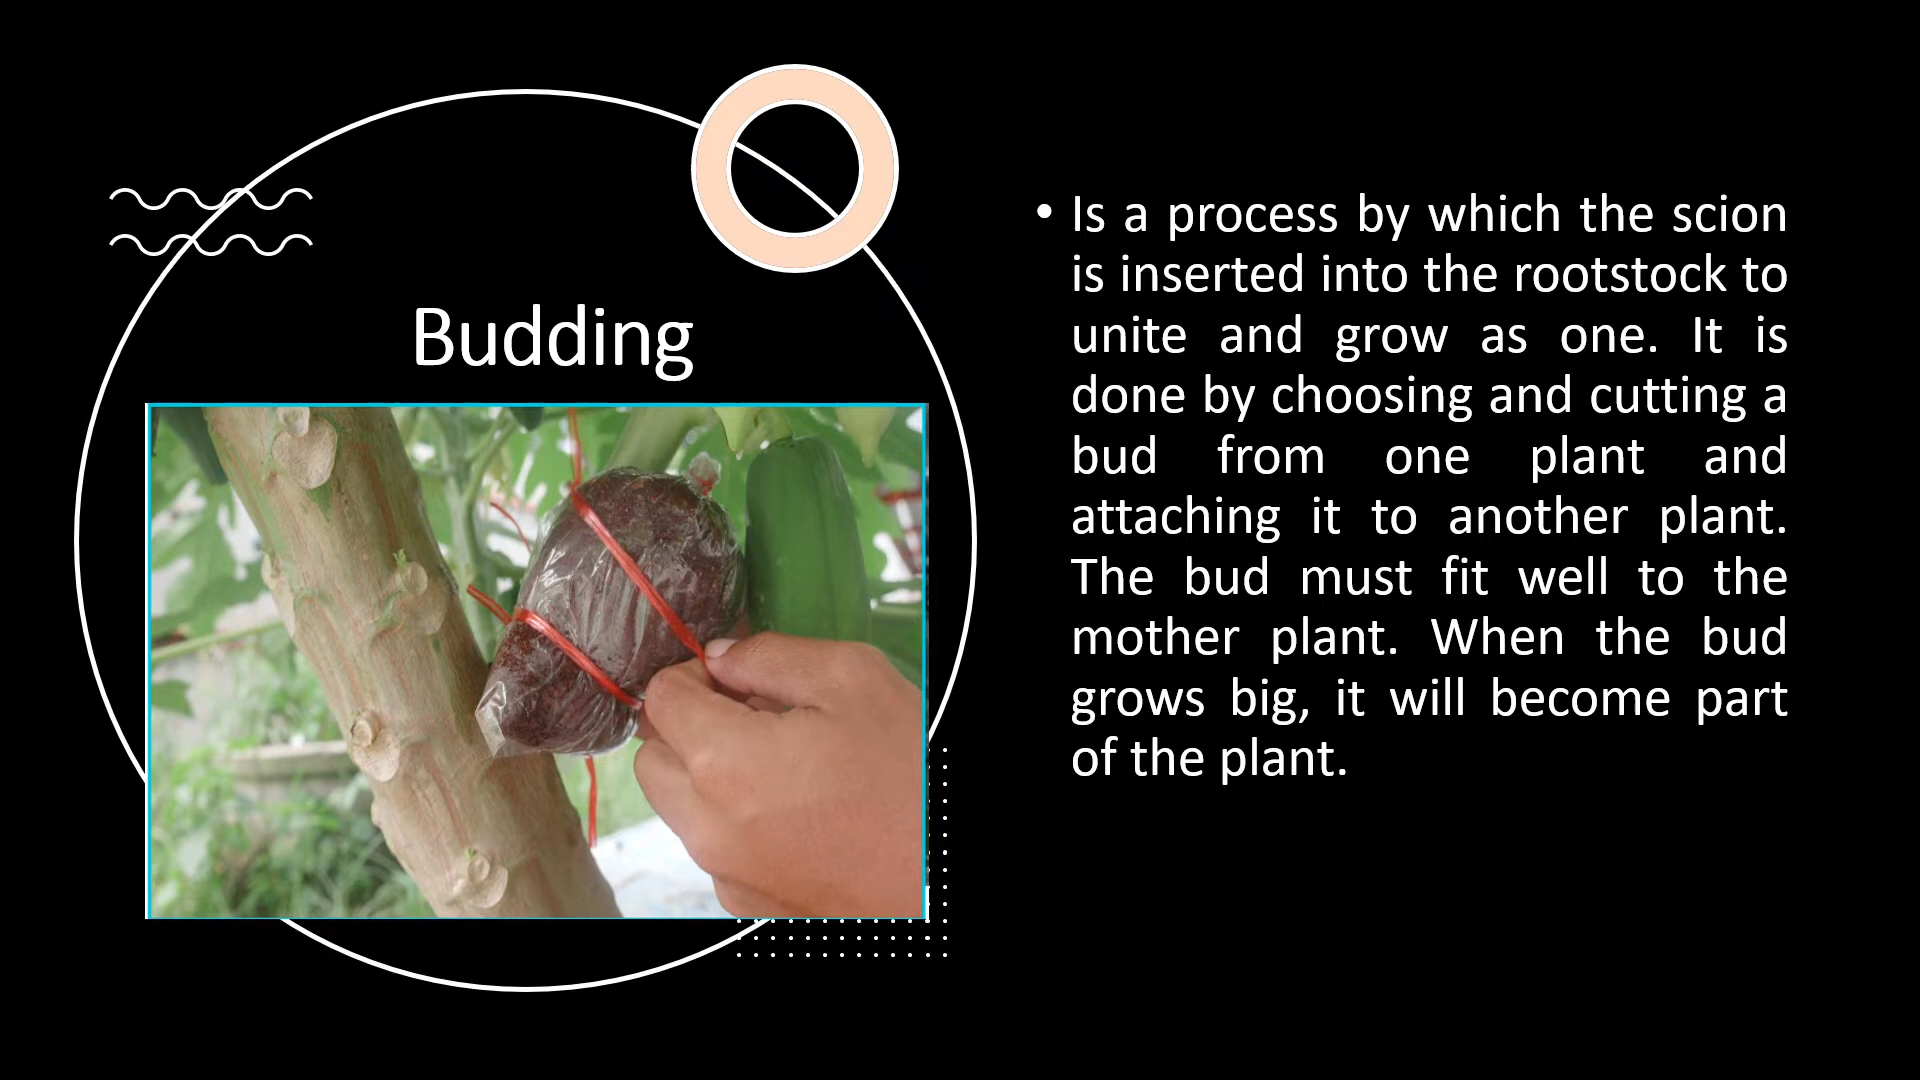 Budding
• Is a process by which the scion
is inserted into the rootstock to
unite and grow as one. It is
done by choosing and cutting a
bud from one plant and
attaching it to another plant.
The bud must fit well to the
mother plant. When the bud
grows big, it will become part
of the plant.